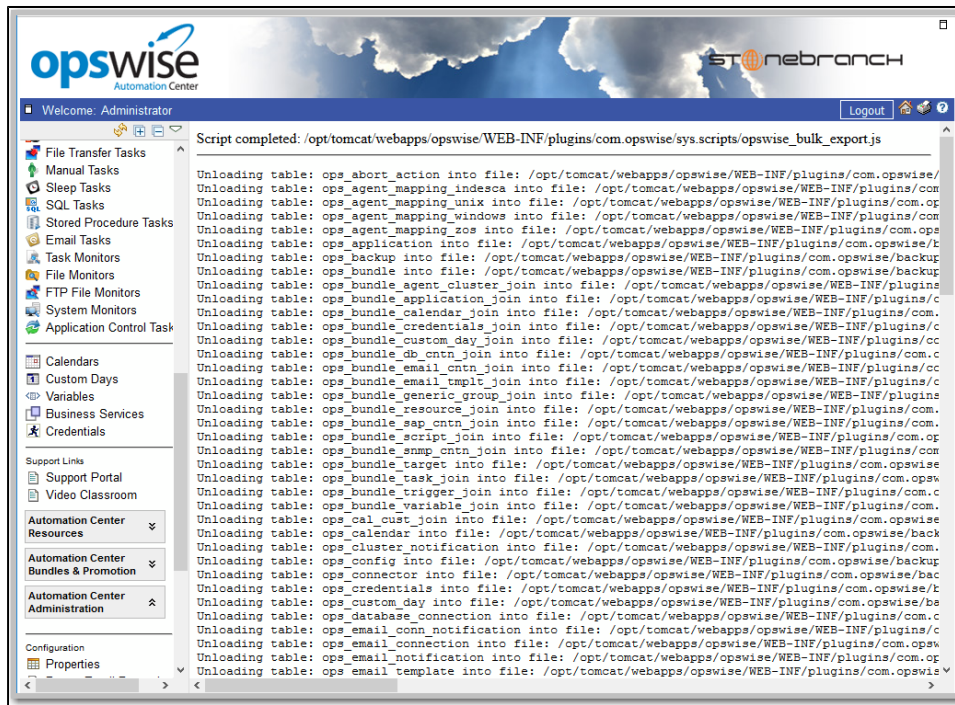 opswise
Automation Center
STONEBRANCH
Welcome: Administrator
Logout
File Transfer Tasks
Manual Tasks
Sleep Tasks
SQL Tasks
Stored Procedure Tasks
Email Tasks
Task Monitors
File Monitors
FTP File Monitors
System Monitors
Application Control Task
Calendars
Custom Days
Variables
Business Services
Credentials
Support Links
Support Portal
Video Classroom
Automation Center
Resources
Automation Center
Bundles & Promotion
Automation Center
Administration
Configuration
Properties
Script completed: /opt/tomcat/webapps/opswise/WEB-INF/plugins/com.opswise/sys.scripts/opswise_bulk_export.js
Unloading table: ops_abort_action into file: /opt/tomcat/webapps/opswise/WEB-INF/plugins/com.opswise/
Unloading table: ops_agent_mapping_indesca into file: /opt/tomcat/webapps/opswise/WEB-INF/plugins/com
Unloading table: ops_agent_mapping_unix into file: /opt/tomcat/webapps/opswise/WEB-INF/plugins/com.op
Unloading table: ops_agent_mapping_windows into file: /opt/tomcat/webapps/opswise/WEB-INF/plugins/com
Unloading table: ops_agent_mapping_zos into file: /opt/tomcat/webapps/opswise/WEB-INF/plugins/com.ops
Unloading table: ops_application into file: /opt/tomcat/webapps/opswise/WEB-INF/plugins/com.opswise/b
Unloading table: ops_backup into file: /opt/tomcat/webapps/opswise/WEB-INF/plugins/com.opswise/backup
Unloading table: ops_bundle into file: /opt/tomcat/webapps/opswise/WEB-INF/plugins/com.opswise/backup
Unloading table: ops_bundle_agent_cluster_join into file: /opt/tomcat/webapps/opswise/WEB-INF/plugins
Unloading table: ops_bundle_application_join into file: /opt/tomcat/webapps/opswise/WEB-INF/plugins/c
Unloading table: ops_bundle_calendar_join into file: /opt/tomcat/webapps/opswise/WEB-INF/plugins/com.
Unloading table: ops_bundle_credentials_join into file: /opt/tomcat/webapps/opswise/WEB-INF/plugins/c
Unloading table: ops_bundle_custom_day_join into file: /opt/tomcat/webapps/opswise/WEB-INF/plugins/co
Unloading table: ops_bundle_db_cntn_join into file: /opt/tomcat/webapps/opswise/WEB-INF/plugins/com.o
Unloading table: ops_bundle_email_cntn_join into file: /opt/tomcat/webapps/opswise/WEB-INF/plugins/co
Unloading table: ops_bundle_email_tmplt_join into file: /opt/tomcat/webapps/opswise/WEB-INF/plugins/c
Unloading table: ops_bundle_generic_group_join into file: /opt/tomcat/webapps/opswise/WEB-INF/plugins
Unloading table: ops_bundle_resource_join into file: /opt/tomcat/webapps/opswise/WEB-INF/plugins/com.
Unloading table: ops_bundle_sap_cntn_join into file: /opt/tomcat/webapps/opswise/WEB-INF/plugins/com.
Unloading table: ops_bundle_script_join into file: /opt/tomcat/webapps/opswise/WEB-INF/plugins/com.op
Unloading table: ops_bundle_snmp_cntn_join into file: /opt/tomcat/webapps/opswise/WEB-INF/plugins/com
Unloading table: ops_bundle_target into file: /opt/tomcat/webapps/opswise/WEB-INF/plugins/com.opswise
Unloading table: ops_bundle_task_join into file: /opt/tomcat/webapps/opswise/WEB-INF/plugins/com.opsw
Unloading table: ops_bundle_trigger_join into file: /opt/tomcat/webapps/opswise/WEB-INF/plugins/com.o
Unloading table: ops_bundle_variable_join into file: /opt/tomcat/webapps/opswise/WEB-INF/plugins/com.
Unloading table: ops_cal_cust_join into file: /opt/tomcat/webapps/opswise/WEB-INF/plugins/com.opswise
Unloading table: ops_calendar into file: /opt/tomcat/webapps/opswise/WEB-INF/plugins/com.opswise/back
Unloading table: ops_cluster_notification into file: /opt/tomcat/webapps/opswise/WEB-INF/plugins/com.
Unloading table: ops_config into file: /opt/tomcat/webapps/opswise/WEB-INF/plugins/com.opswise/backup
Unloading table: ops_connector into file: /opt/tomcat/webapps/opswise/WEB-INF/plugins/com.opswise/bac
Unloading table: ops_credentials into file: /opt/tomcat/webapps/opswise/WEB-INF/plugins/com.opswise/b
Unloading table: ops_custom_day into file: /opt/tomcat/webapps/opswise/WEB-INF/plugins/com.opswise/ba
Unloading table: ops_database_connection into file: /opt/tomcat/webapps/opswise/WEB-INF/plugins/com.o
Unloading table: ops_email_conn_notification into file: /opt/tomcat/webapps/opswise/WEB-INF/plugins/c
Unloading table: ops_email_connection into file: /opt/tomcat/webapps/opswise/WEB-INF/plugins/com.opsw
Unloading table: ops_email_notification into file: /opt/tomcat/webapps/opswise/WEB-INF/plugins/com.op
Unloading table: ops_email_template into file: /opt/tomcat/webapps/opswise/WEB-INF/plugins/com.opswis